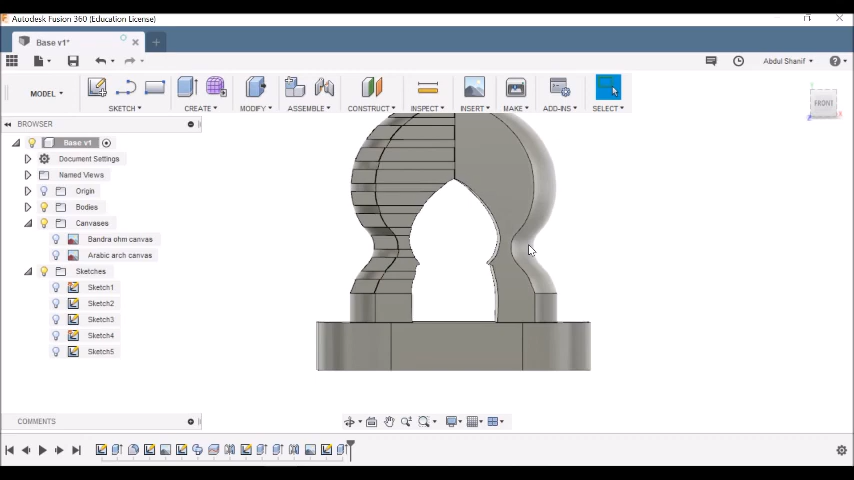 Autodesk Fusion 360 (Education License)
Base v1*
Abdul Shanif
MODEL
SKETCH
CREATE
MODIFY
ASSEMBLE
CONSTRUCT
INSPECT
INSERT
MAKE
ADD-INS
SELECT
FRONT
BROWSER
Base v1
Document Settings
Named Views
Origin
Bodies
Canvases
Bandra ohm canvas
Arabic arch canvas
Sketches
Sketch1
Sketch2
Sketch3
Sketch4
Sketch5
COMMENTS